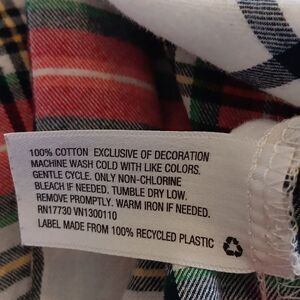 100% COTTON EXCLUSIVE OF DECORATION
MACHINE WASH COLD WITH LIKE COLORS,
GENTLE CYCLE. ONLY NON-CHLORINE
BLEACH IF NEEDED. TUMBLE DRY LOW,
REMOVE PROMPTLY. WARM IRON IF NEEDED.
RN17730 VN1300110
LABEL MADE FROM 100% RECYCLED PLASTIC